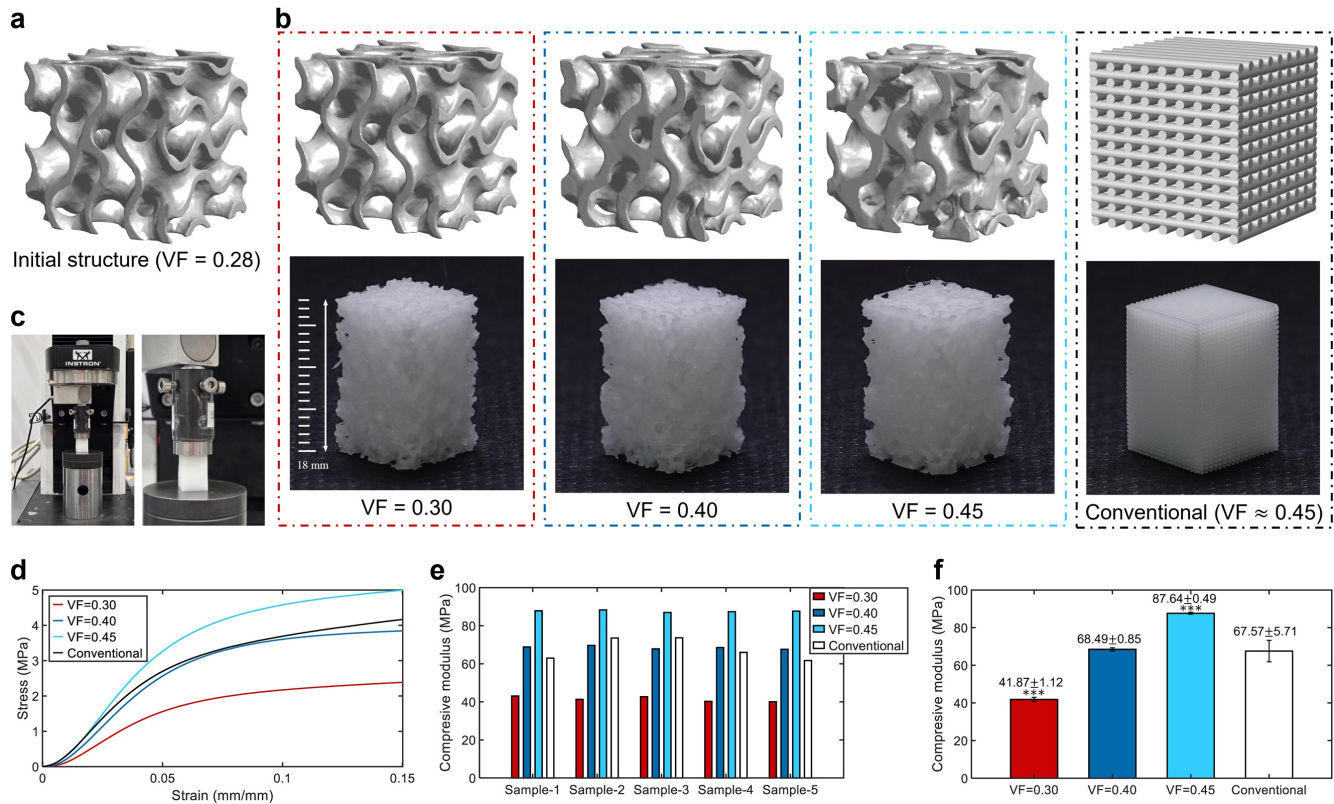 a
b
Initial structure (VF = 0.28)
18 mm
VF = 0.30
VF = 0.40
VF = 0.45
Conventional (VF ≈ 0.45)
c
INSTRON
d
5
4
3
2
1
0
Stress (MPa)
VF=0.30
VF=0.40
VF=0.45
Conventional
0
0.05
0.1
0.15
Strain (mm/mm)
e
100
80
60
40
20
0
Compresive modulus (MPa)
VF=0.30
VF=0.40
VF=0.45
Conventional
Sample-1
Sample-2
Sample-3
Sample-4
Sample-5
f
100
80
60
40
20
0
Compresive modulus (MPa)
41.87±1.12
***
68.49±0.85
87.64±0.49
***
67.57±5.71
VF=0.30
VF=0.40
VF=0.45
Conventional